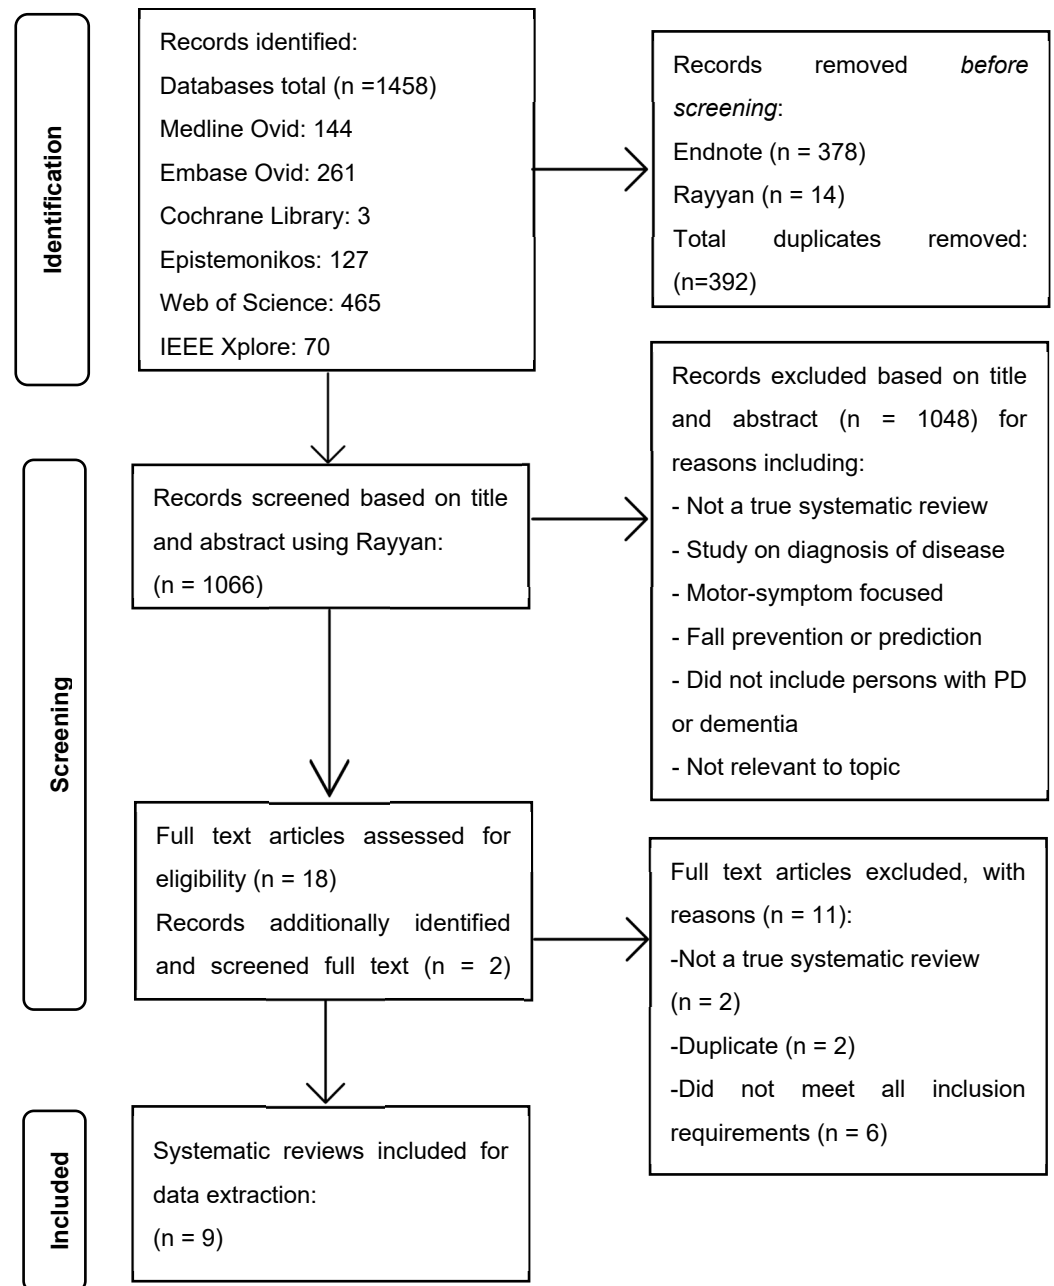 Identification
Records identified:
Databases total (n =1458)
Medline Ovid: 144
Embase Ovid: 261
Cochrane Library: 3
Epistemonikos: 127
Web of Science: 465
IEEE Xplore: 70
Records removed before
screening:
Endnote (n = 378)
Rayyan (n = 14)
Total duplicates removed:
(n=392)
Screening
Records screened based on title
and abstract using Rayyan:
(n = 1066)
Records excluded based on title
and abstract (n = 1048) for
reasons including:
- Not a true systematic review
- Study on diagnosis of disease
- Motor-symptom focused
- Fall prevention or prediction
- Did not include persons with PD
or dementia
- Not relevant to topic
Full text articles assessed for
eligibility (n = 18)
Records additionally identified
and screened full text (n = 2)
Full text articles excluded, with
reasons (n = 11):
-Not a true systematic review
(n = 2)
-Duplicate (n = 2)
-Did not meet all inclusion
requirements (n = 6)
Included
Systematic reviews included for
data extraction:
(n = 9)